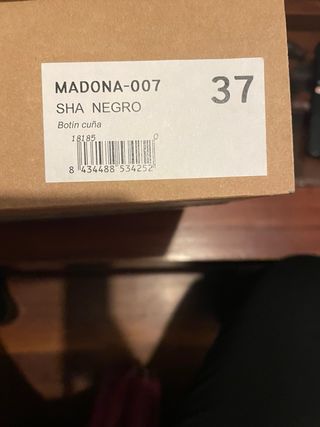 MADONA-007 37
SHA NEGRO
Botín cuña
18185 0
8 434488 534252